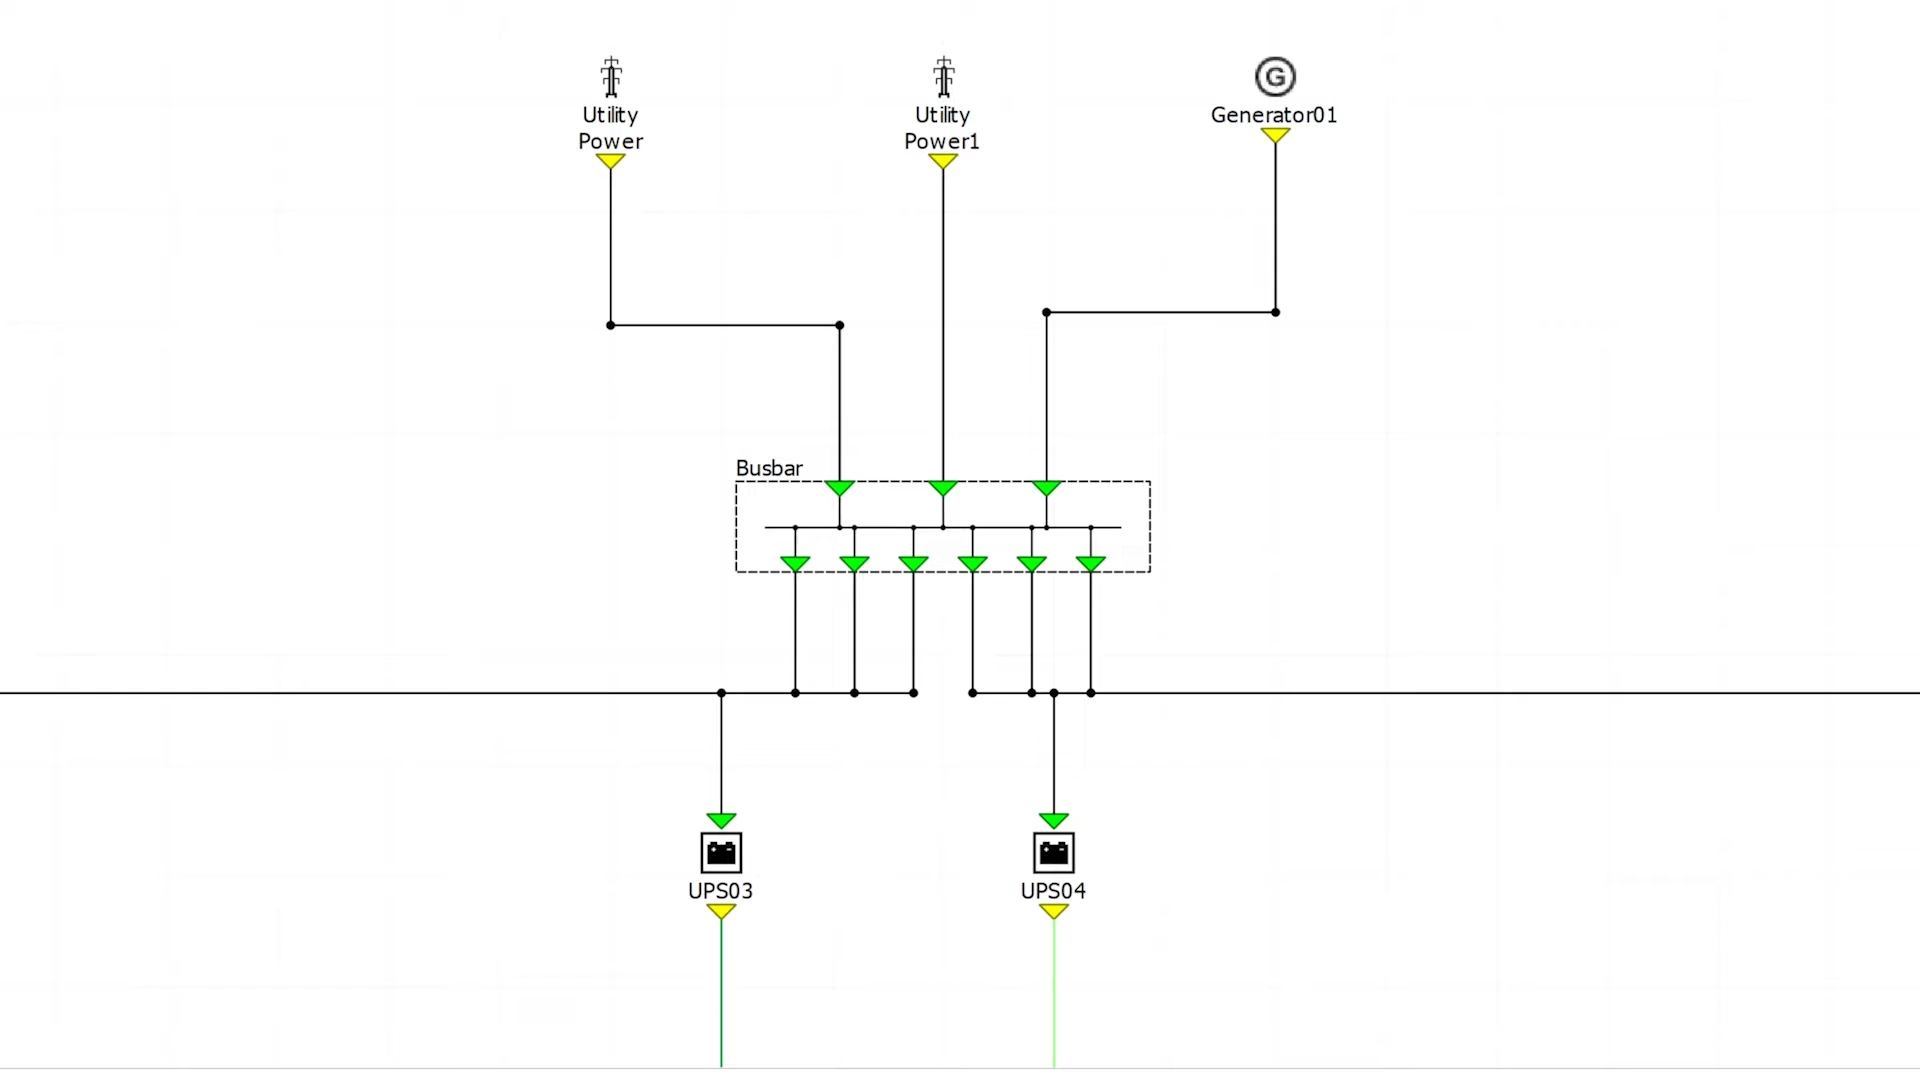 G
Utility
Power
Utility
Power1
Generator01
Busbar
UPS03
UPS04